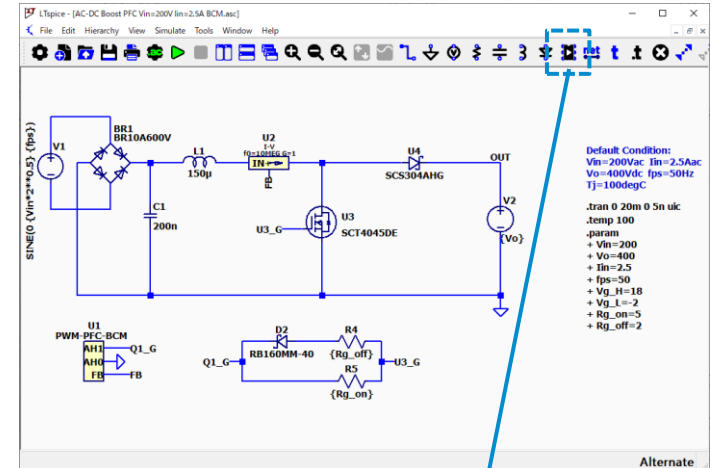 LTspice - [AC-DC Boost PFC Vin=200V Iin=2.5A BCM.asc]
File Edit Hierarchy View Simulate Tools Window Help
.t
t
.t
SINE(0 {Vin*2**0.5} {fps})
V1
BR1
BR10A600V
L1
150µ
U2
I-V
f0=10MEG G=1
IN
FB
U4
SCS304AHG
OUT
C1
200n
U3_G
U3
SCT4045DE
V2
{Vo}
Default Condition:
Vin=200Vac Iin=2.5Aac
Vo=400Vdc fps=50Hz
Tj=100degC
.tran 0 20m 0 5n uic
.temp 100
.param
+ Vin=200
+ Vo=400
+ Iin=2.5
+ fps=50
+ Vg_H=18
+ Vg_L=-2
+ Rg_on=5
+ Rg_off=2
U1
PWM-PFC-BCM
AH1 Q1_G
AH0
FB FB
D2
RB160MM-40
R4
{Rg_off}
Q1_G
U3_G
R5
{Rg_on}
Alternate